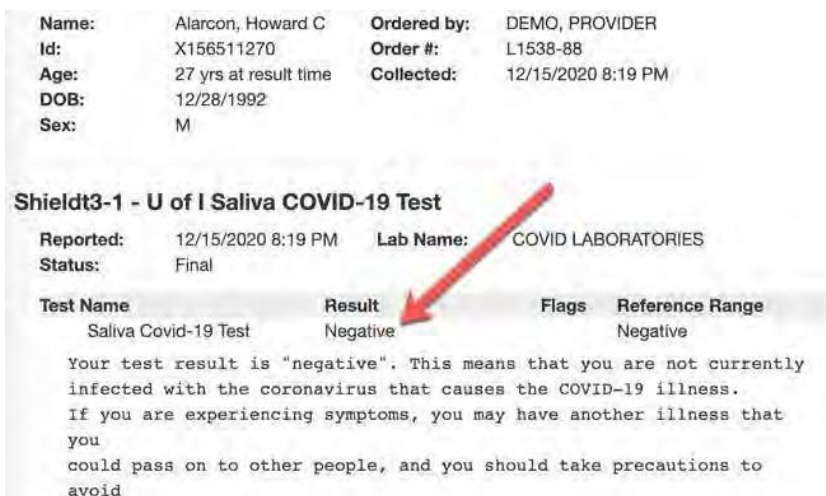 Name: Alarcon, Howard C Ordered by: DEMO, PROVIDER
Id: X156511270 Order #: L1538-88
Age: 27 yrs at result time Collected: 12/15/2020 8:19 PM
DOB: 12/28/1992
Sex: M
Shieldt3-1 - U of I Saliva COVID-19 Test
Reported: 12/15/2020 8:19 PM Lab Name: COVID LABORATORIES
Status: Final
Test Name Result Flags Reference Range
Saliva Covid-19 Test Negative Negative
Your test result is "negative". This means that you are not currently
infected with the coronavirus that causes the COVID-19 illness.
If you are experiencing symptoms, you may have another illness that
you
could pass on to other people, and you should take precautions to
avoid